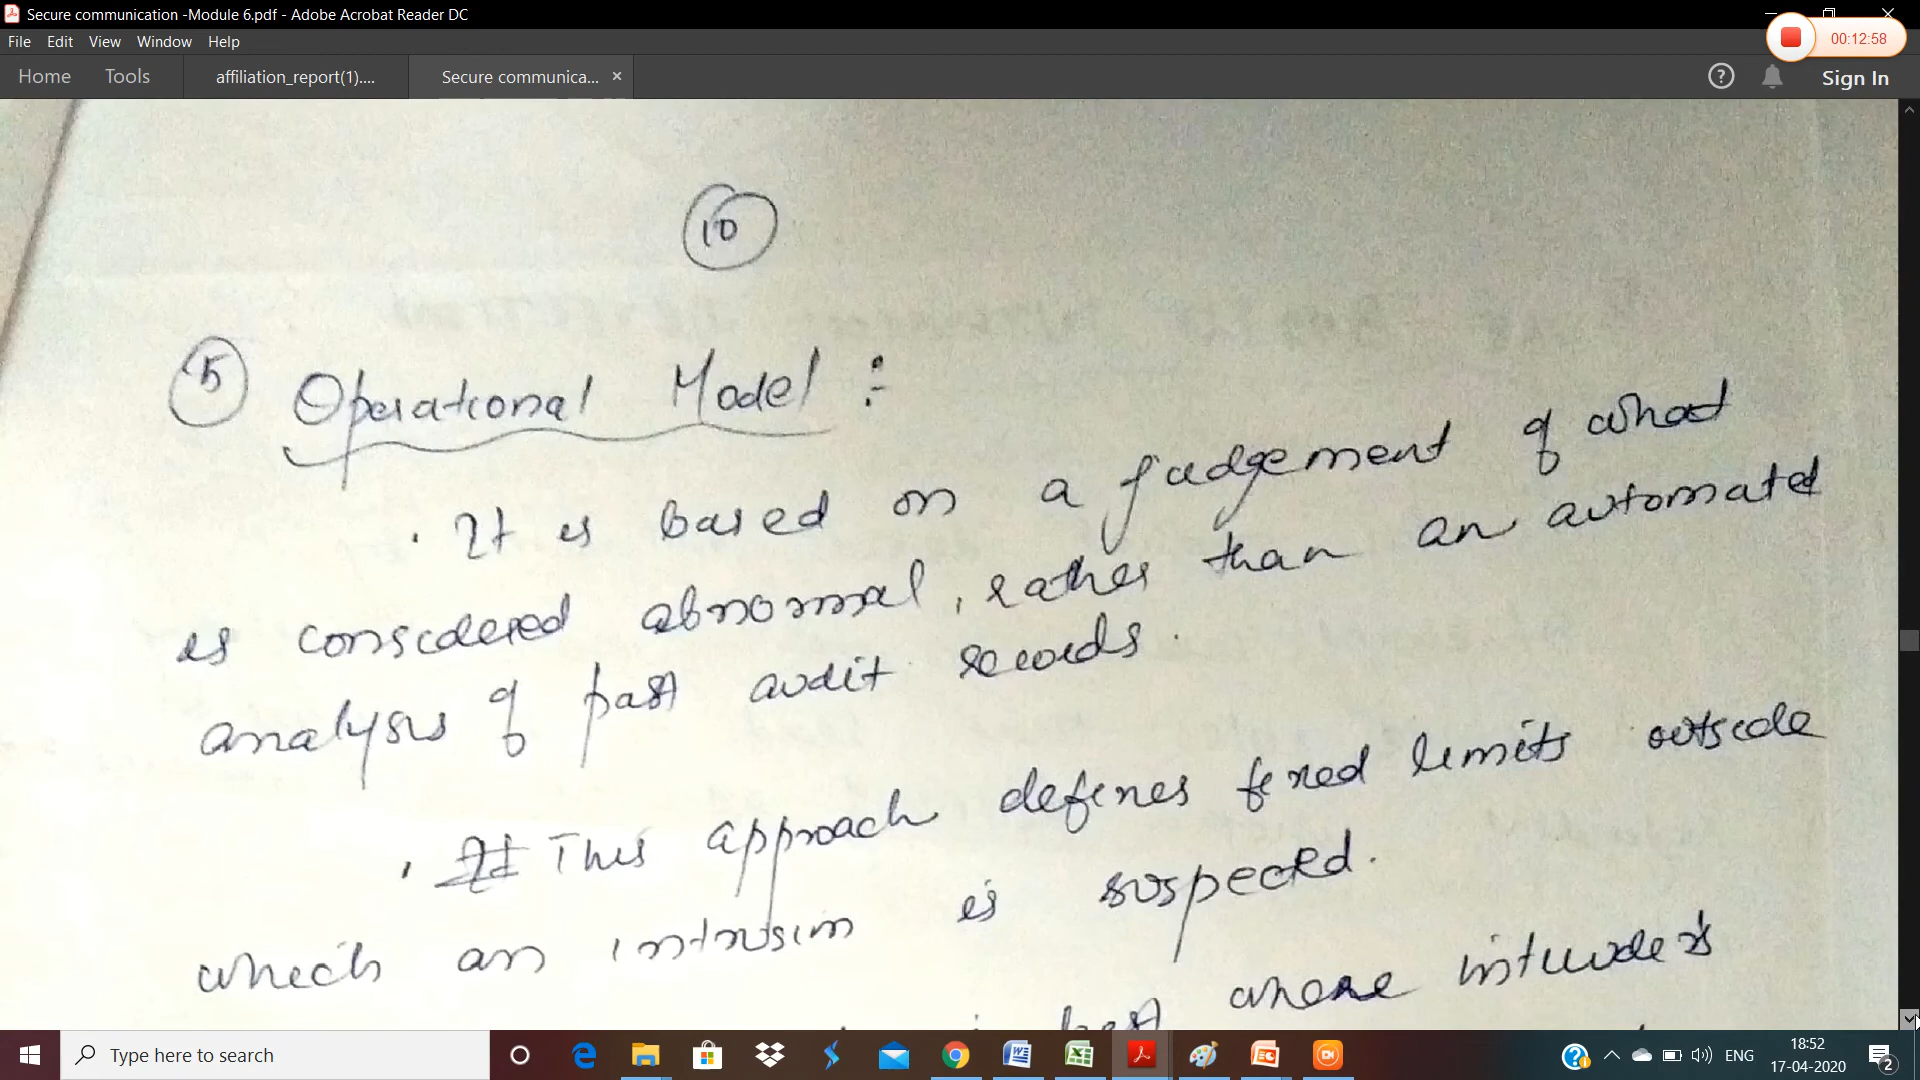 Secure communication -Module 6.pdf - Adobe Acrobat Reader DC
00:12:58
File Edit View Window Help
Home Tools affiliation_report(1).... Secure communica... × ? Sign In
10
5 Operational Model :-
. It is based on a judgement of what
is considered abnormal, rather than an automated
analysis of past audit records.
. It This approach defines fixed limits outside
which an intrusion is suspected.
best where intruder's
Type here to search
ENG
18:52
17-04-2020
2